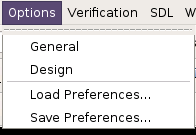 Options Verification SDL
General
Design
Load Preferences...
Save Preferences...